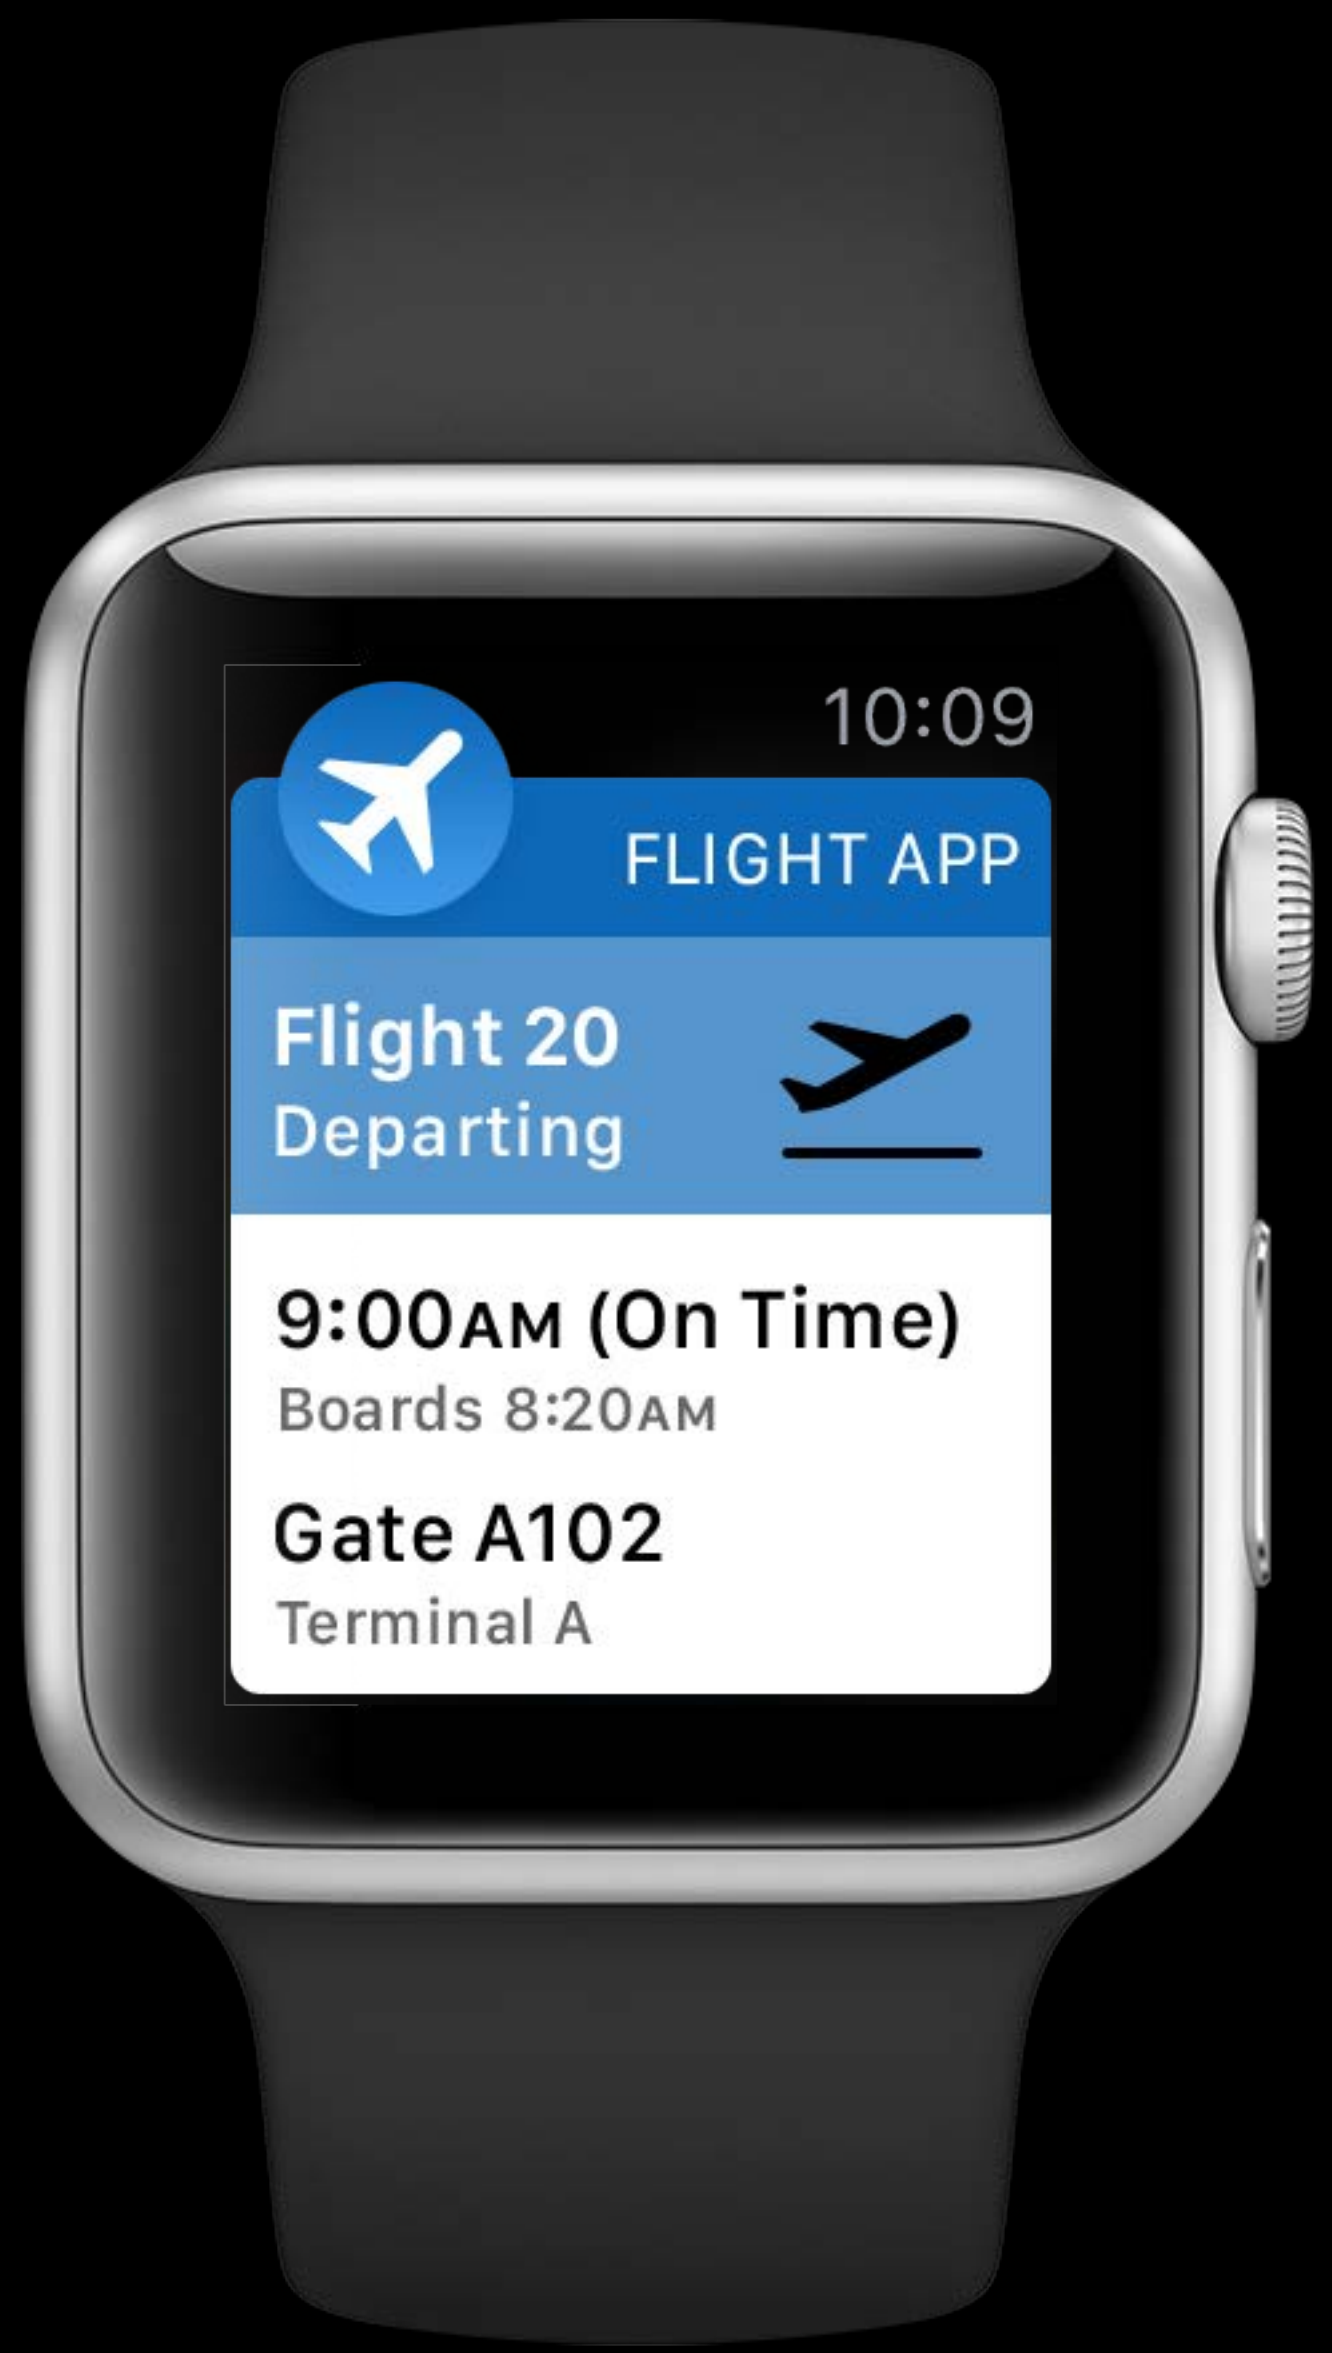 10:09
FLIGHT APP
Flight 20
Departing
9:00AM (On Time)
Boards 8:20AM
Gate A102
Terminal A